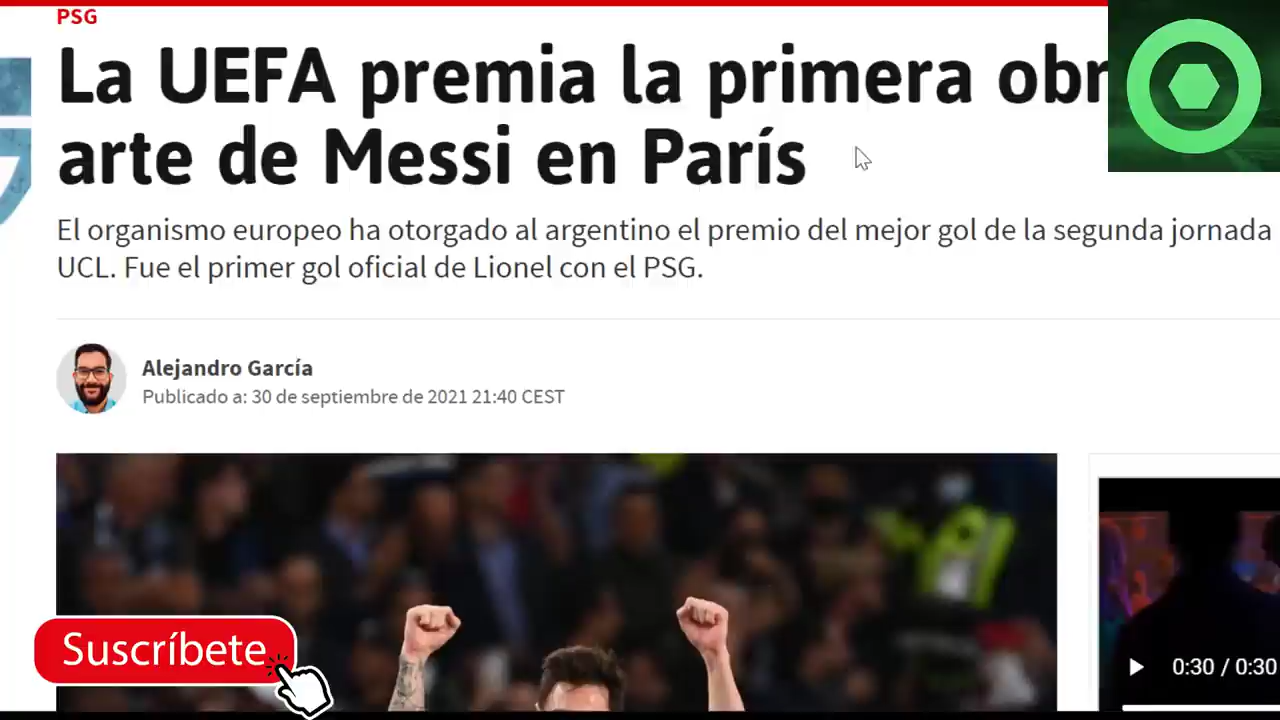 PSG
La UEFA premia la primera obr
arte de Messi en París
El organismo europeo ha otorgado al argentino el premio del mejor gol de la segunda jornada
UCL. Fue el primer gol oficial de Lionel con el PSG.
Alejandro García
Publicado a: 30 de septiembre de 2021 21:40 CEST
Suscríbete
0:30 / 0:30